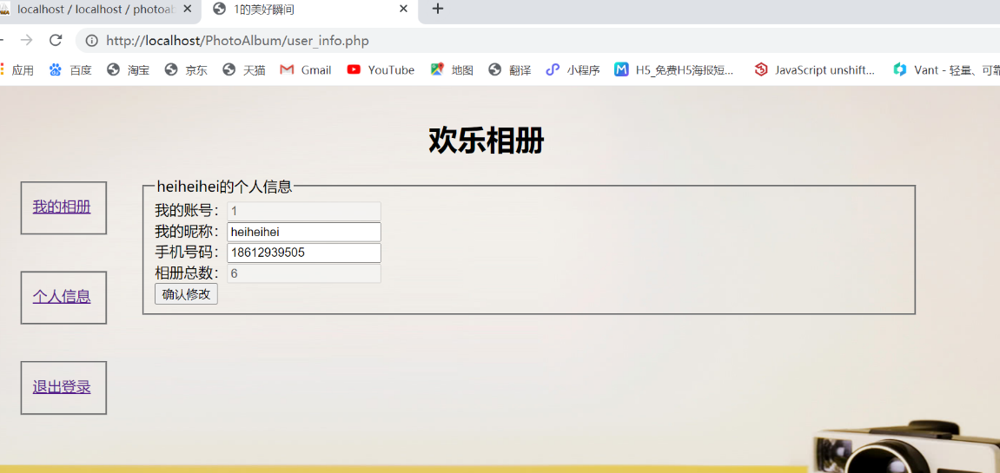 localhost / localhost / photoab
1的美好瞬间
http://localhost/PhotoAlbum/user_info.php
应用 百度 淘宝 京东 天猫 Gmail YouTube 地图 翻译 小程序 H5_免费H5海报短... JavaScript unshift... Vant - 轻量、可靠
欢乐相册
我的相册
个人信息
退出登录
heiheihei的个人信息
我的账号: 1
我的昵称: heiheihei
手机号码: 18612939505
相册总数: 6
确认修改